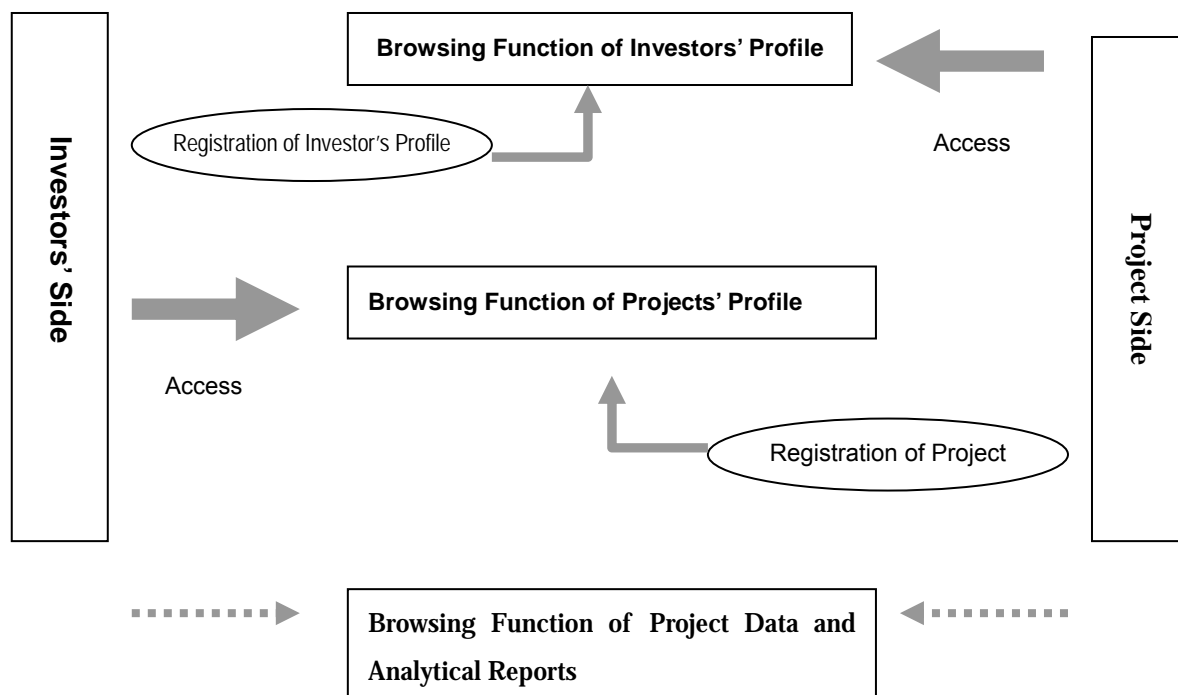 Browsing Function of Investors’ Profile
Registration of Investor’s Profile
Access
Investors’ Side
Project Side
Browsing Function of Projects’ Profile
Access
Registration of Project
Browsing Function of Project Data and
Analytical Reports